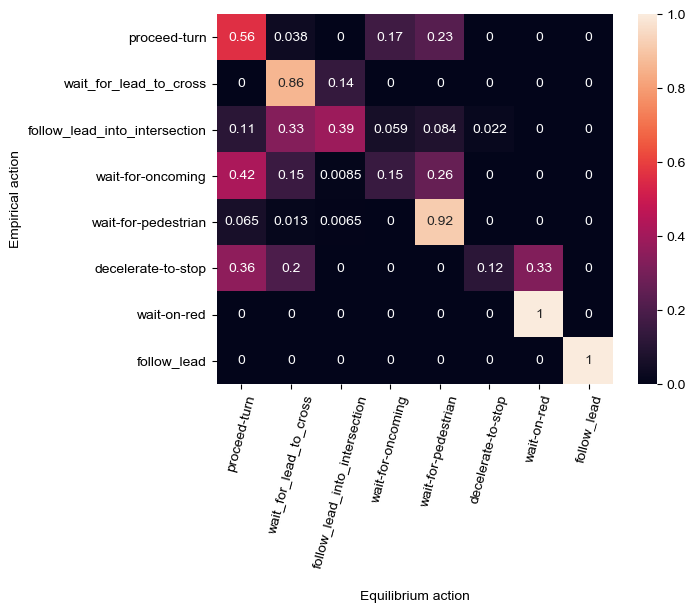 proceed-turn 0.56 0.038 0 0.17 0.23 0 0 0
wait_for_lead_to_cross 0 0.86 0.14 0 0 0 0 0
follow_lead_into_intersection 0.11 0.33 0.39 0.059 0.084 0.022 0 0
wait-for-oncoming 0.42 0.15 0.0085 0.15 0.26 0 0 0
wait-for-pedestrian 0.065 0.013 0.0065 0 0.92 0 0 0
decelerate-to-stop 0.36 0.2 0 0 0 0.12 0.33 0
wait-on-red 0 0 0 0 0 0 1 0
follow_lead 0 0 0 0 0 0 0 1
Empirical action
proceed-turn
wait_for_lead_to_cross
follow_lead_into_intersection
wait-for-oncoming
wait-for-pedestrian
decelerate-to-stop
wait-on-red
follow_lead
Equilibrium action
1.0
0.8
0.6
0.4
0.2
0.0